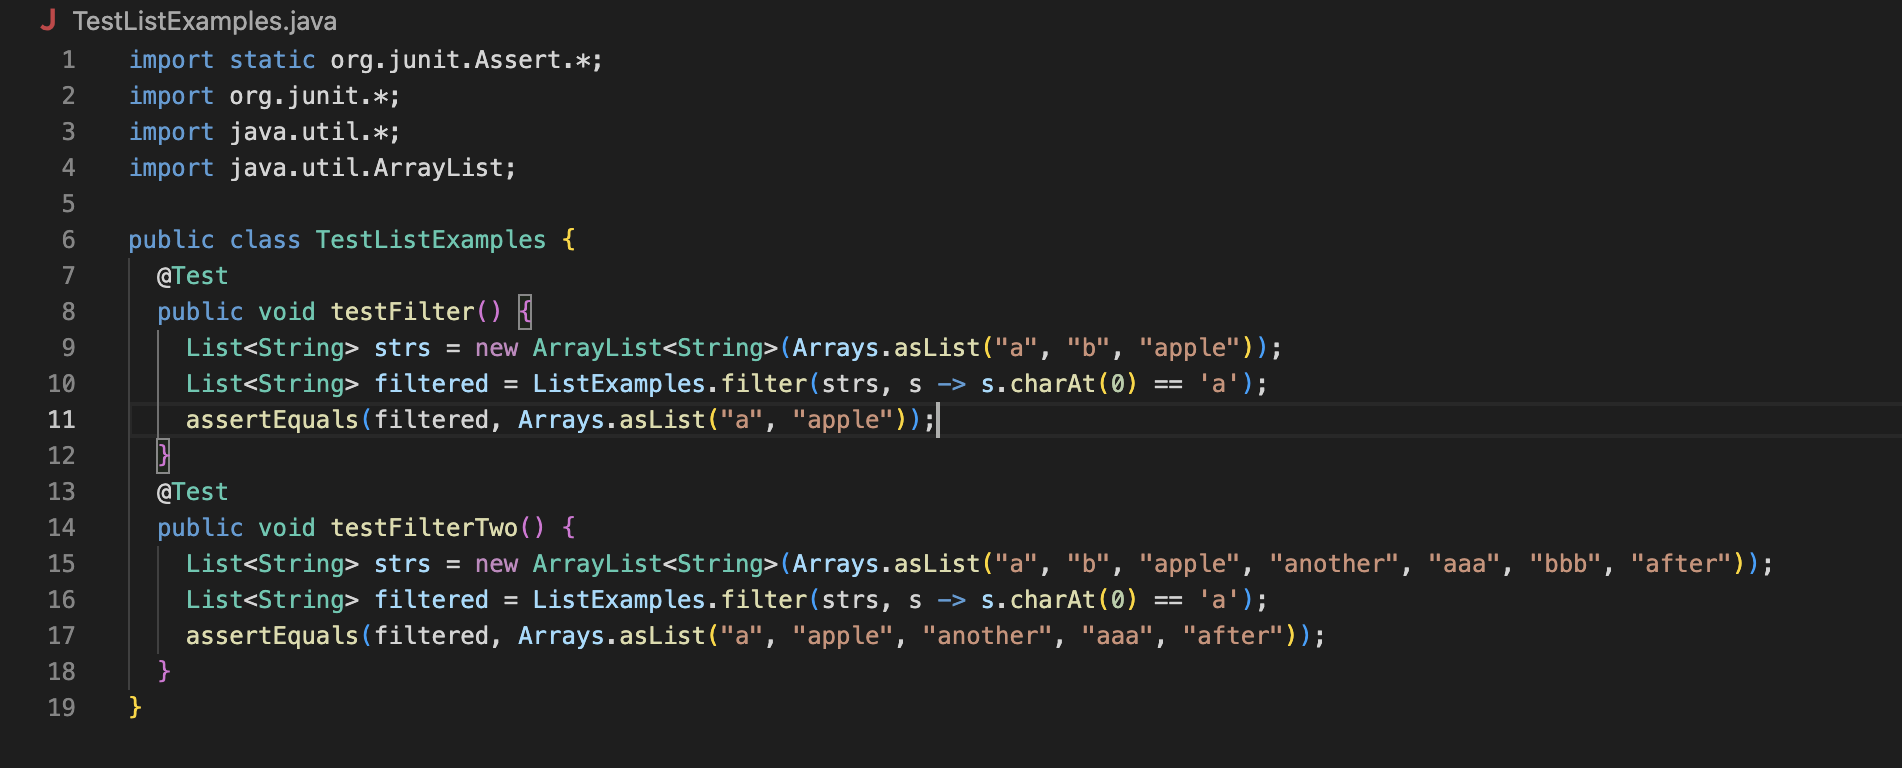 J TestListExamples.java
1 import static org.junit.Assert.*;
2 import org.junit.*;
3 import java.util.*;
4 import java.util.ArrayList;
5
6 public class TestListExamples {
7   @Test
8   public void testFilter() {
9     List<String> strs = new ArrayList<String>(Arrays.asList("a", "b", "apple"));
10     List<String> filtered = ListExamples.filter(strs, s -> s.charAt(0) == 'a');
11     assertEquals(filtered, Arrays.asList("a", "apple"));
12   }
13   @Test
14   public void testFilterTwo() {
15     List<String> strs = new ArrayList<String>(Arrays.asList("a", "b", "apple", "another", "aaa", "bbb", "after"));
16     List<String> filtered = ListExamples.filter(strs, s -> s.charAt(0) == 'a');
17     assertEquals(filtered, Arrays.asList("a", "apple", "another", "aaa", "after"));
18   }
19 }